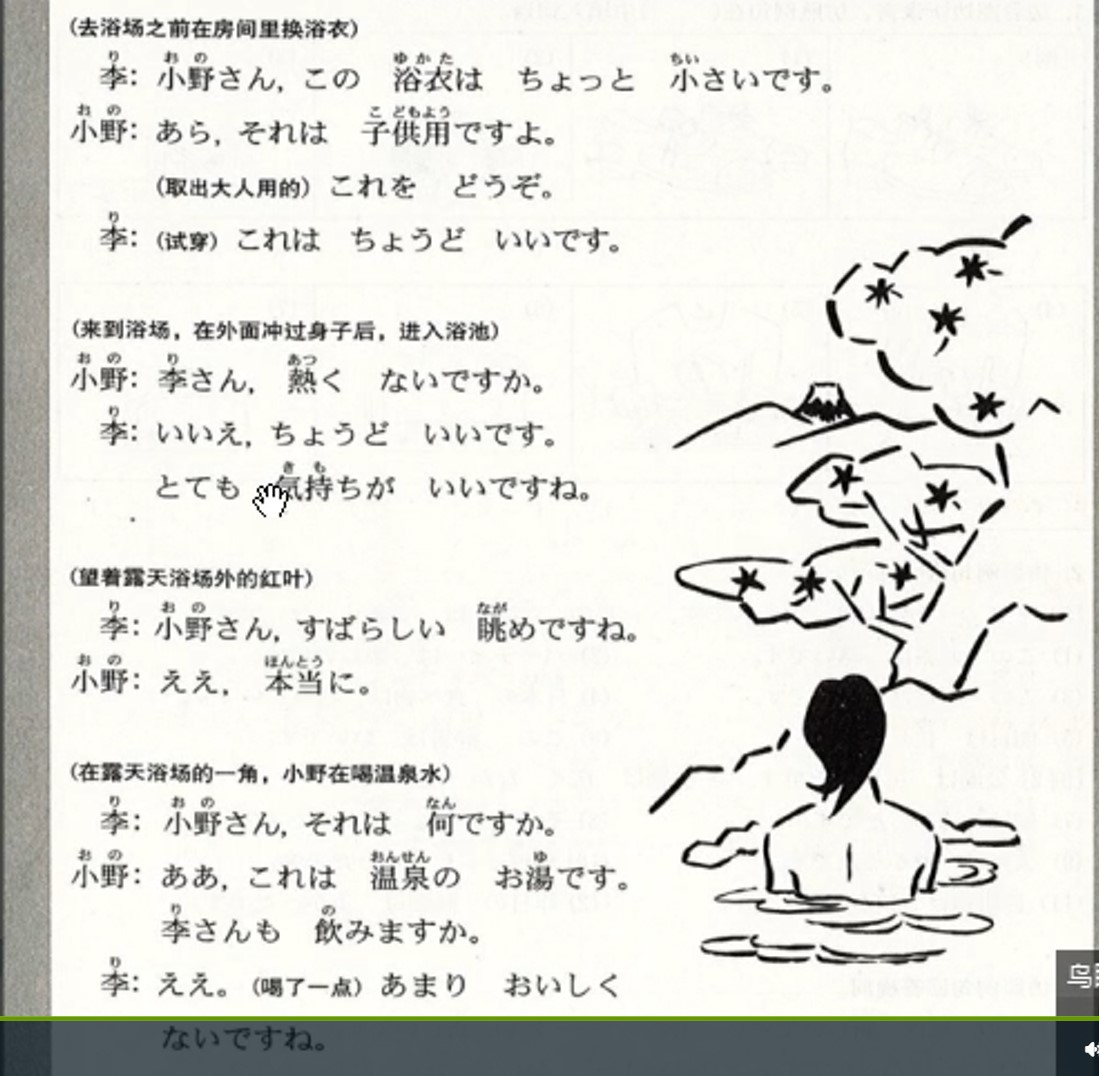 (去浴场之前在房间里换浴衣)
李：小野さん，この 浴衣は ちょっと 小さいです。
小野：あら，それは 子供用ですよ。
(取出大人用的) これを どうぞ。
李：(试穿) これは ちょうど いいです。
(来到浴场，在外面冲过身子后，进入浴池)
小野：李さん， 熱く ないですか。
李：いいえ，ちょうど いいです。
とても 気持ちが いいですね。
(望着露天浴场外的红叶)
李：小野さん，すばらしい 眺めですね。
小野：ええ， 本当に。
(在露天浴场的一角，小野在喝温泉水)
李：小野さん，それは 何ですか。
小野：ああ，これは 温泉の お湯です。
李さんも 飲みますか。
李：ええ。(喝了一点) あまり おいしく
ないですね。